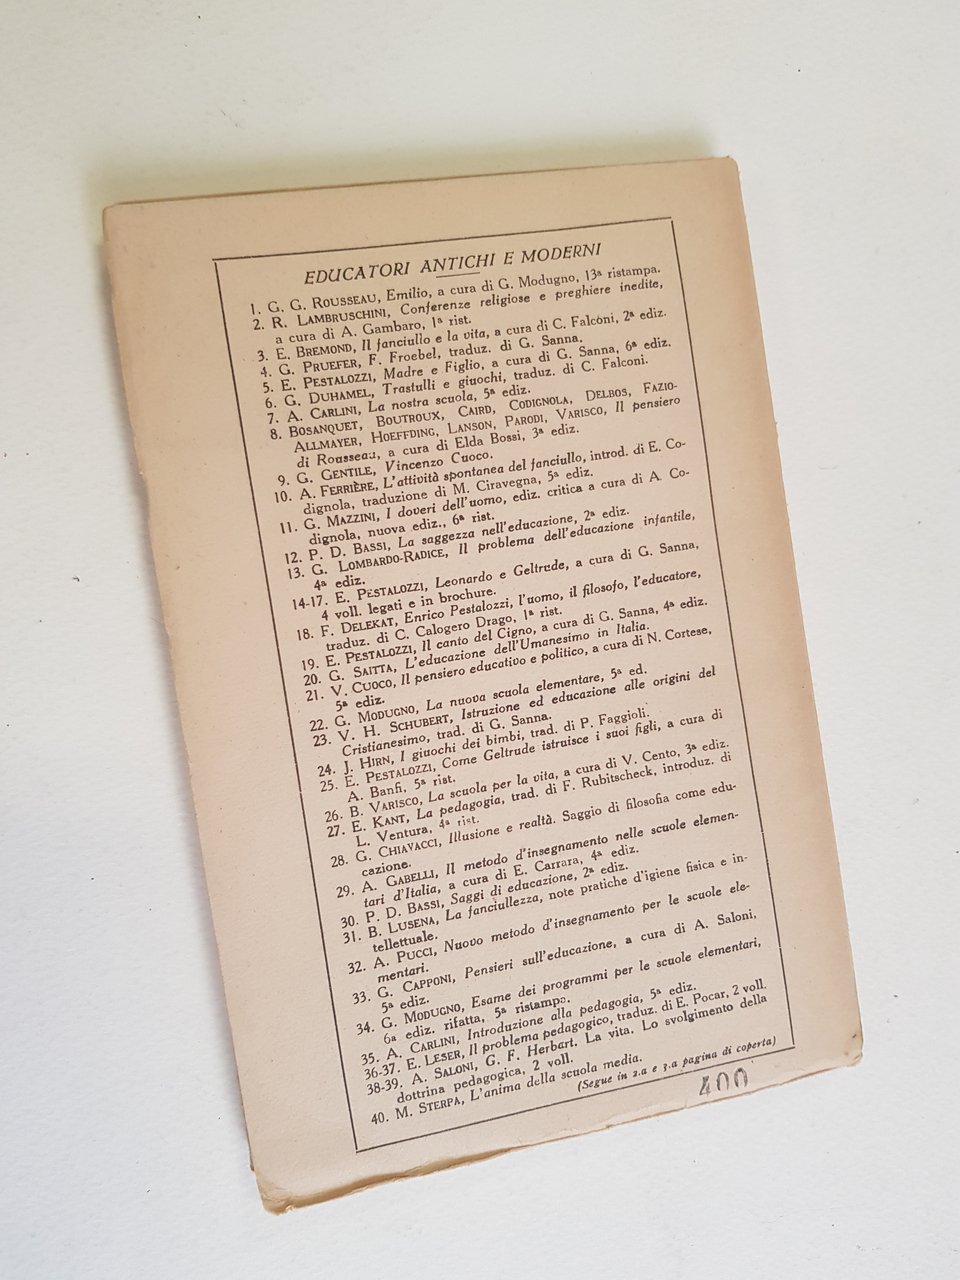 EDUCATORI ANTICHI E MODERNI
1. G. G. ROUSSEAU, Emilio, a cura di G. Modugno, 13ª ristampa.
2. R. LAMBRUSCHINI, Conferenze religiose e preghiere inedite,
a cura di A. Gambaro, 1ª rist.
3. E. BREMOND, Il fanciullo e la vita, a cura di C. Falconi, 2ª ediz.
4. G. PRUEFER, F. Froebel, traduz. di G. Sanna.
5. E. PESTALOZZI, Madre e Figlio, a cura di G. Sanna, 6ª ediz.
6. G. DUHAMEL, Trastulli e giuochi, traduz. di C. Falconi.
7. A. CARLINI, La nostra scuola, 5ª ediz.
8. BOSANQUET, BOUTROUX, CAIRD, CODIGNOLA, DELBOS, FAZIO-
ALLMAYER, HOEFFDING, LANSON, PARODI, VARISCO, Il pensiero
di Rousseau, a cura di Elda Bossi, 3ª ediz.
9. G. GENTILE, Vincenzo Cuoco.
10. A. FERRIÈRE, L'attività spontanea del fanciullo, introd. di E. Co-
dignola, traduzione di M. Ciravegna, 5ª ediz.
11. G. MAZZINI, I doveri dell'uomo, ediz. critica a cura di A. Co-
dignola, nuova ediz., 6ª rist.
12. P. D. BASSI, La saggezza nell'educazione, 2ª ediz.
13. G. LOMBARDO-RADICE, Il problema dell'educazione infantile,
4ª ediz.
14-17. E. PESTALOZZI, Leonardo e Geltrude, a cura di G. Sanna,
4 voll. legati e in brochure.
18. F. DELEKAT, Enrico Pestalozzi, l'uomo, il filosofo, l'educatore,
traduz. di C. Calogero Drago, 1ª rist.
19. E. PESTALOZZI, Il canto del Cigno, a cura di G. Sanna, 4ª ediz.
20. G. SAITTA, L'educazione dell'Umanesimo in Italia.
21. V. CUOCO, Il pensiero educativo e politico, a cura di N. Cortese,
5ª ediz.
22. G. MODUGNO, La nuova scuola elementare, 5ª ed.
23. V. H. SCHUBERT, Istruzione ed educazione alle origini del
Cristianesimo, trad. di G. Sanna.
24. J. HIRN, I giuochi dei bimbi, trad. di P. Faggioli.
25. E. PESTALOZZI, Come Geltrude istruisce i suoi figli, a cura di
A. Banfi, 5ª rist.
26. B. VARISCO, La scuola per la vita, a cura di V. Cento, 3ª ediz.
27. E. KANT, La pedagogia, trad. di F. Rubitscheck, introduz. di
L. Ventura, 4ª rist.
28. G. CHIAVACCI, Illusione e realtà. Saggio di filosofia come edu-
cazione.
29. A. GABELLI, Il metodo d'insegnamento nelle scuole elemen-
tari d'Italia, a cura di E. Carrara, 4ª ediz.
30. P. D. BASSI, Saggi di educazione, 2ª ediz.
31. B. LUSENA, La fanciullezza, note pratiche d'igiene fisica e in-
tellettuale.
32. A. PUCCI, Nuovo metodo d'insegnamento per le scuole ele-
mentari.
33. G. CAPPONI, Pensieri sull'educazione, a cura di A. Saloni,
5ª ediz.
34. G. MODUGNO, Esame dei programmi per le scuole elementari,
6a ediz. rifatta, 5ª ristampa.
35. A. CARLINI, Introduzione alla pedagogia, 5ª ediz.
36-37. E. LESER, Il problema pedagogico, traduz. di E. Pocar, 2 voll.
38-39. A. SALONI, G. F. Herbart. La vita. Lo svolgimento della
dottrina pedagogica, 2 voll.
40. M. STERPA, L'anima della scuola media.
(Segue in 2.a e 3.a pagina di coperta)
400